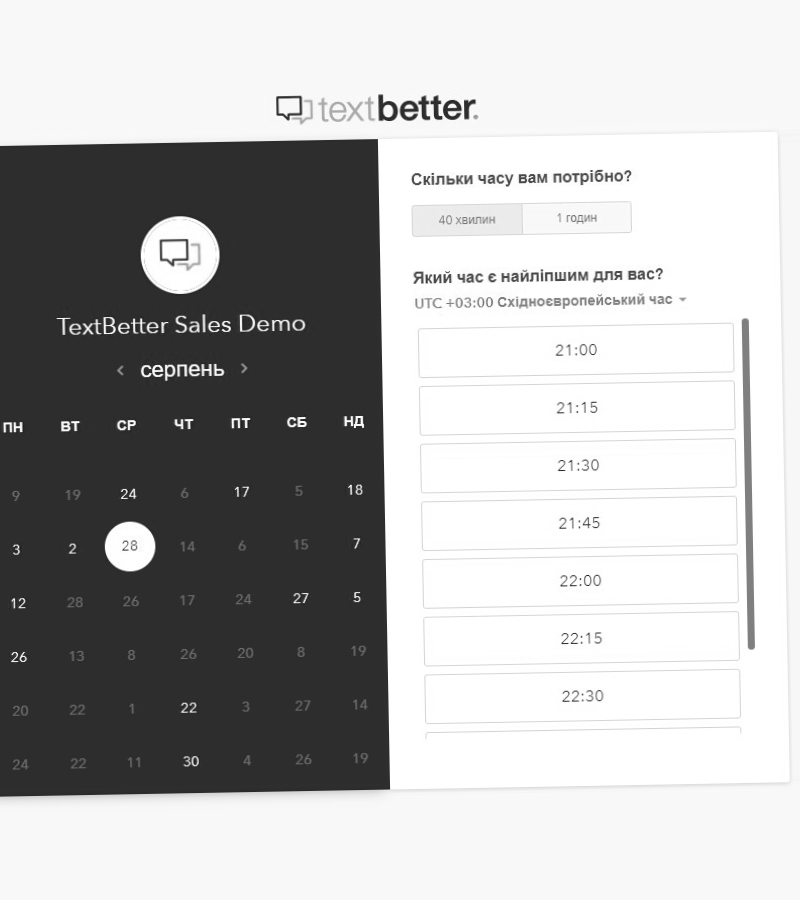 textbetter.
TextBetter Sales Demo
серпень
ПН ВТ СР ЧТ ПТ СБ НД
9 19 24 6 17 5 18
3 2 28 14 6 15 7
12 28 26 17 24 27 5
26 13 8 26 20 8 19
20 22 1 22 3 27 14
24 22 11 30 4 26 19
Скільки часу вам потрібно?
40 хвилин 1 годин
Який час є найліпшим для вас?
UTC +03:00 Східноєвропейський час
21:00
21:15
21:30
21:45
22:00
22:15
22:30